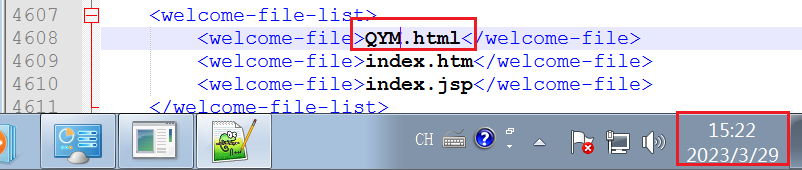 4607 <welcome-file-list>
4608 <welcome-file>QYM.html</welcome-file>
4609 <welcome-file>index.htm</welcome-file>
4610 <welcome-file>index.jsp</welcome-file>
4611 </welcome-file-list>
CH
15:22
2023/3/29